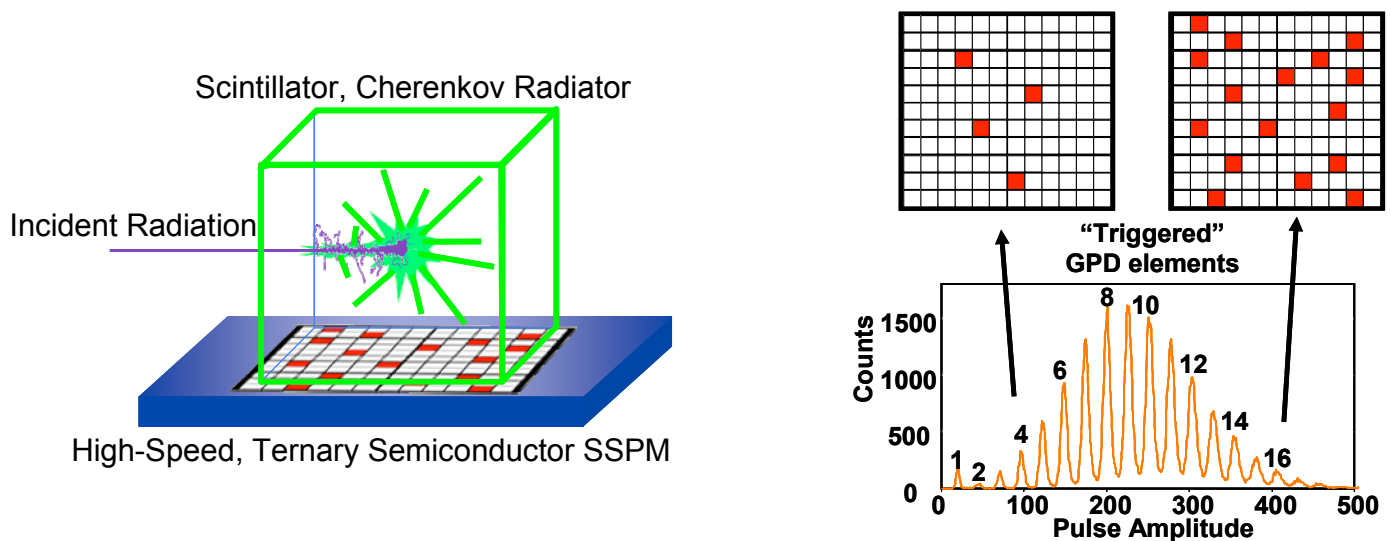 Scintillator, Cherenkov Radiator
Incident Radiation
High-Speed, Ternary Semiconductor SSPM
“Triggered”
GPD elements
Counts
1500
1000
500
0
1
2
4
6
8
10
12
14
16
0 100 200 300 400 500
Pulse Amplitude